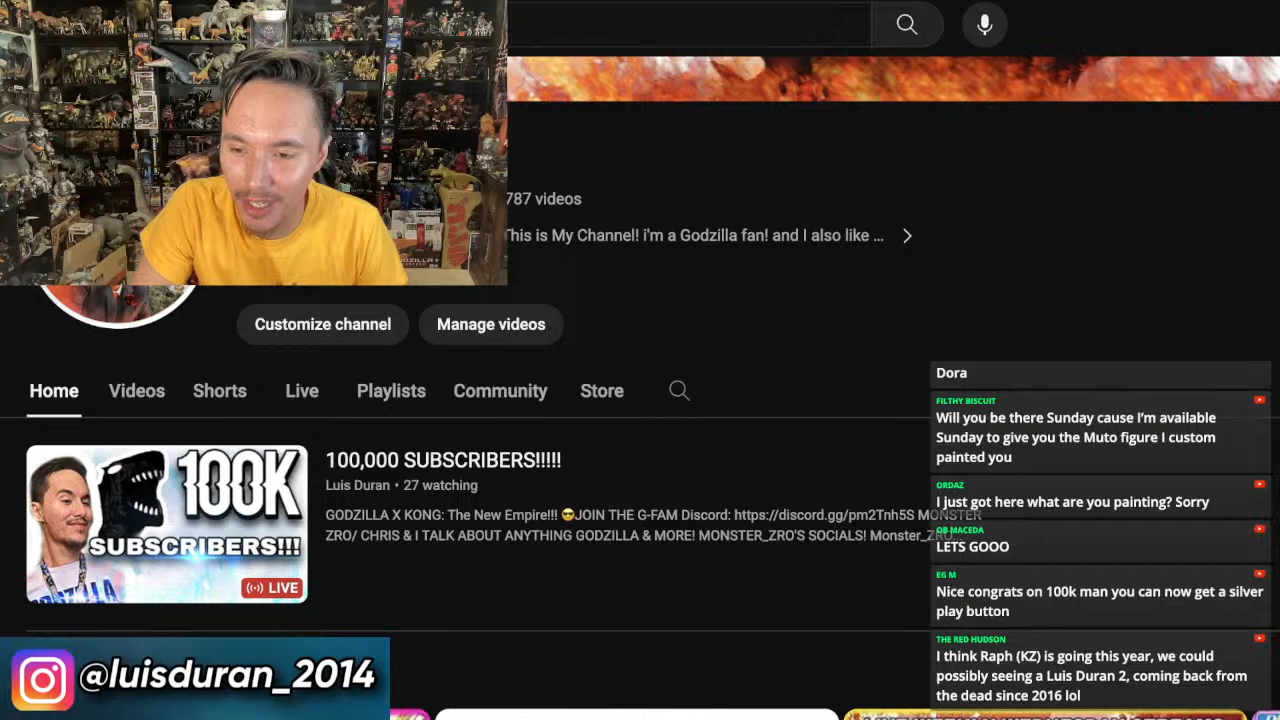 787 videos
This is My Channel! i'm a Godzilla fan! and I also like ...
Customize channel
Manage videos
Home
Videos
Shorts
Live
Playlists
Community
Store
100K
SUBSCRIBERS!!!
LIVE
100,000 SUBSCRIBERS!!!!!
Luis Duran • 27 watching
GODZILLA X KONG: The New Empire!!! 😎JOIN THE G-FAM Discord: https://discord.gg/pm2Tnh5S MONSTER
ZRO/ CHRIS & I TALK ABOUT ANYTHING GODZILLA & MORE! MONSTER_ZRO'S SOCIALS! Monster_ZRO...
Dora
FILTHY BISCUIT
Will you be there Sunday cause I'm available
Sunday to give you the Muto figure I custom
painted you
ORDAZ
I just got here what are you painting? Sorry
OB MACEDA
LETS GOOO
EG M
Nice congrats on 100k man you can now get a silver
play button
THE RED HUDSON
I think Raph (KZ) is going this year, we could
possibly seeing a Luis Duran 2, coming back from
the dead since 2016 lol
@luisduran_2014